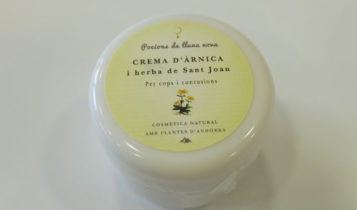 ?
Pocions de lluna nova
CREMA D'ÀRNICA
i herba de Sant Joan
Per cops i contusions
COSMÈTICA NATURAL
AMB PLANTES D'ANDORRA